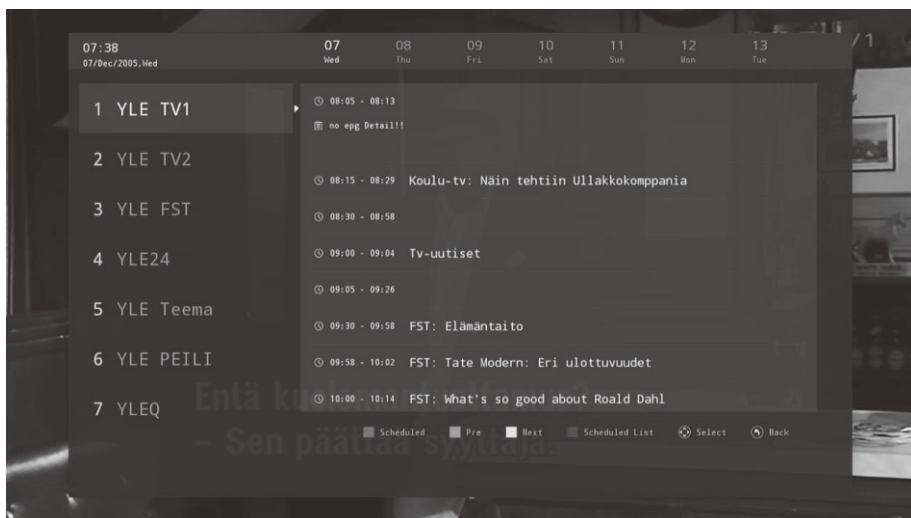 07:38
07/Dec/2005,Wed
07 08 09 10 11 12 13
Wed Thu Fri Sat Sun Mon Tue
/1
1 YLE TV1
2 YLE TV2
3 YLE FST
4 YLE24
5 YLE Teema
6 YLE PEILI
7 YLEQ
08:05 - 08:13
no epg Detail!!
08:15 - 08:29 Koulu-tv: Näin tehtiin Ullakkokomppania
08:30 - 08:58
09:00 - 09:04 Tv-uutiset
09:05 - 09:26
09:30 - 09:58 FST: Elämäntaito
09:58 - 10:02 FST: Tate Modern: Eri ulottuvuudet
10:00 - 10:14 FST: What's so good about Roald Dahl
Entä
- Sen päättää syyttäjä.
Scheduled Pre Next Scheduled List Select Back